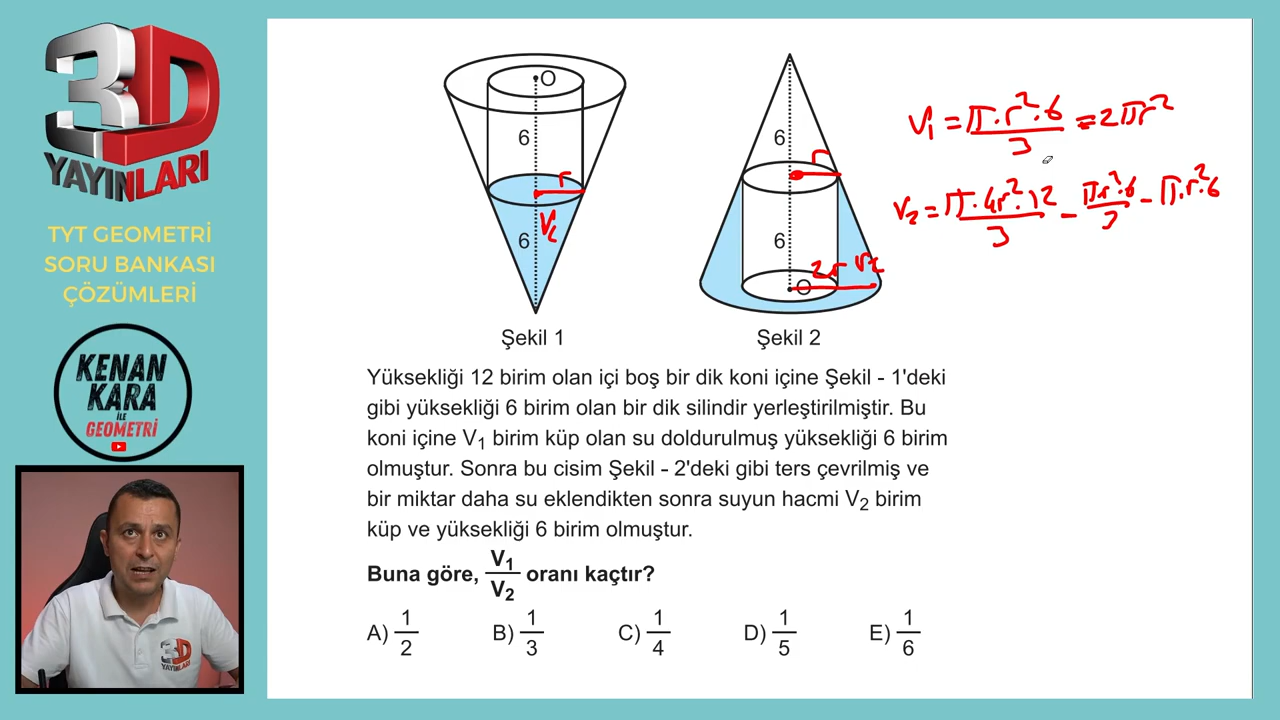 3D
YAYINLARI
TYT GEOMETRİ
SORU BANKASI
ÇÖZÜMLERİ
KENAN
KARA
İLE
GEOMETRİ
3D
YAYINLARI
O
6
r
V₂
6
Şekil 1
6
r
6
2r V₂
O
Şekil 2
V₁ = π·r²·6/3 = 2πr²
V₂ = π·4r²·12/3 - πr²·6/3 - π·r²·6
Yüksekliği 12 birim olan içi boş bir dik koni içine Şekil - 1'deki
gibi yüksekliği 6 birim olan bir dik silindir yerleştirilmiştir. Bu
koni içine V₁ birim küp olan su doldurulmuş yüksekliği 6 birim
olmuştur. Sonra bu cisim Şekil - 2'deki gibi ters çevrilmiş ve
bir miktar daha su eklendikten sonra suyun hacmi V₂ birim
küp ve yüksekliği 6 birim olmuştur.
Buna göre, V₁/V₂ oranı kaçtır?
A) 1/2 B) 1/3 C) 1/4 D) 1/5 E) 1/6